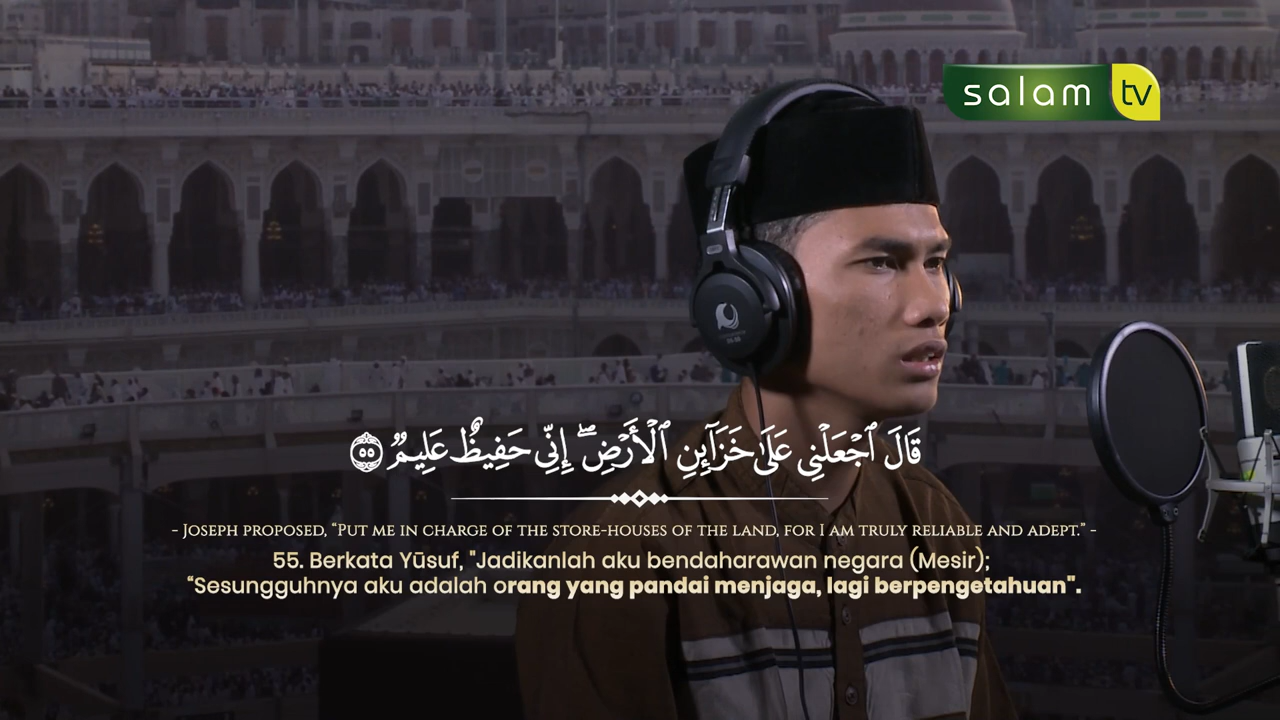 salam tv
قَالَ ٱجْعَلْنِى عَلَىٰ خَزَآئِنِ ٱلْأَرْضِ ۖ إِنِّى حَفِيظٌ عَلِيمٌ ۝٥٥
- Joseph proposed, “Put me in charge of the store-houses of the land, for I am truly reliable and adept.” -
55. Berkata Yūsuf, "Jadikanlah aku bendaharawan negara (Mesir);
“Sesungguhnya aku adalah orang yang pandai menjaga, lagi berpengetahuan".